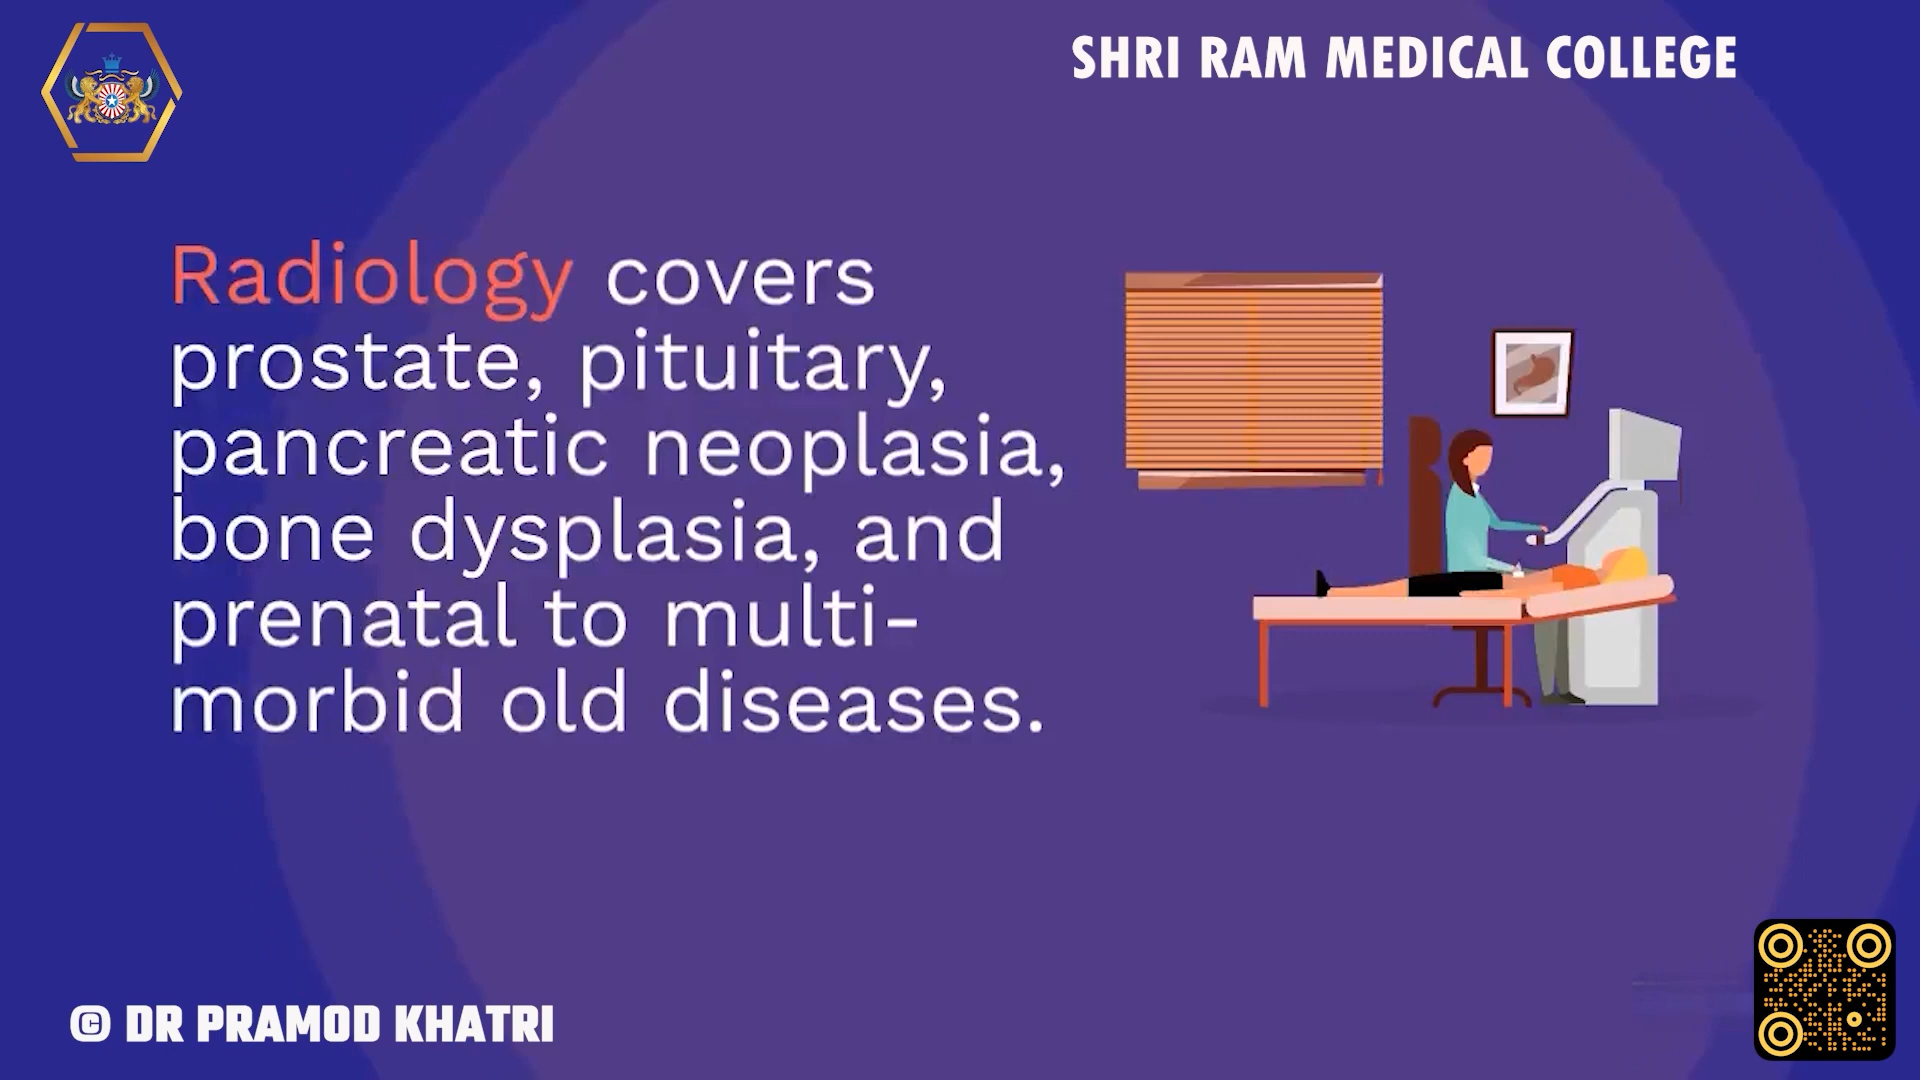 SHRI RAM MEDICAL COLLEGE
Radiology covers
prostate, pituitary,
pancreatic neoplasia,
bone dysplasia, and
prenatal to multi-
morbid old diseases.
© DR PRAMOD KHATRI